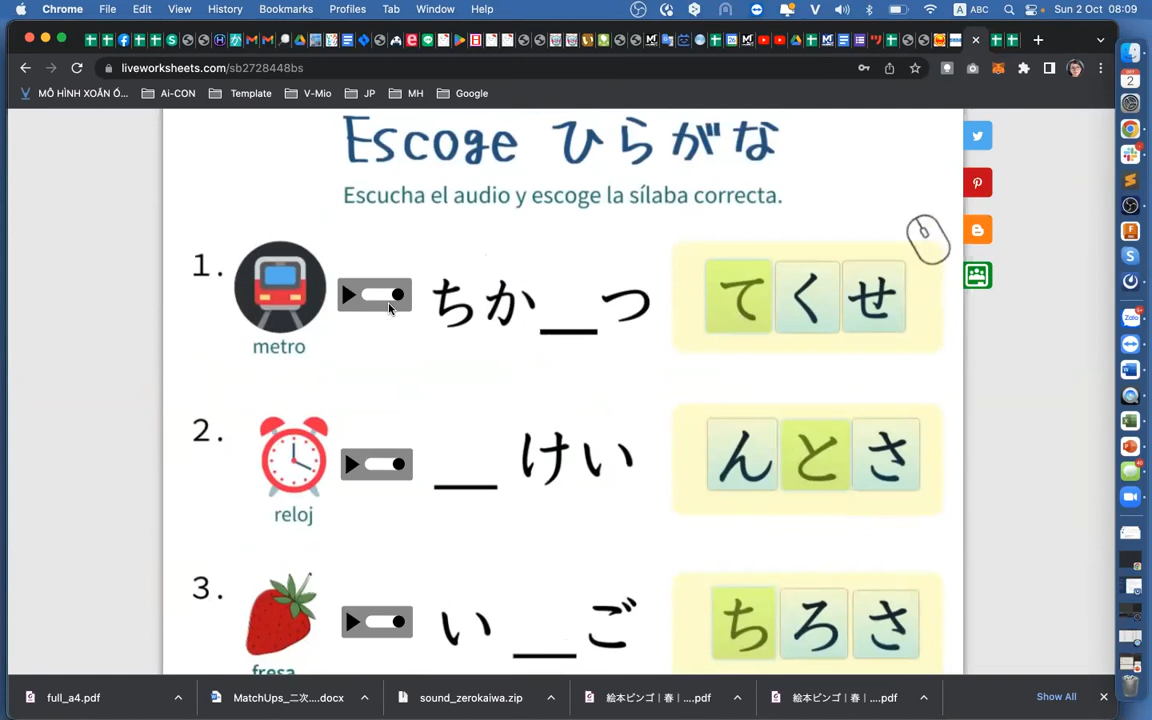 Chrome File Edit View History Bookmarks Profiles Tab Window Help
ABC
Sun 2 Oct 08:09
liveworksheets.com/sb2728448bs
MÔ HÌNH XOẮN Ó... Ai-CON Template V-Mio JP MH Google
Escoge ひらがな
Escucha el audio y escoge la sílaba correcta.
1. ちか__つ て く せ
metro
2. __けい ん と さ
reloj
3. い__ご ち ろ さ
fresa
full_a4.pdf MatchUps_二次....docx sound_zerokaiwa.zip 絵本ビンゴ｜春｜....pdf 絵本ビンゴ｜春｜....pdf Show All